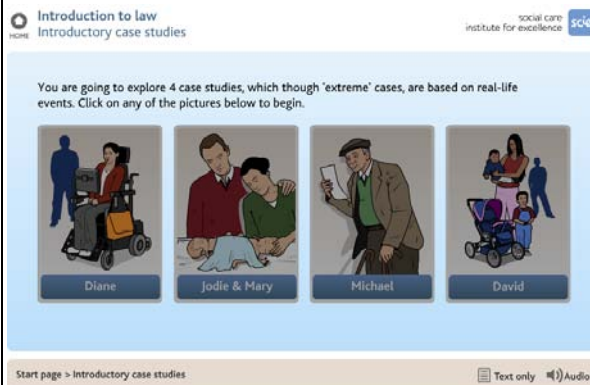 Introduction to law
HOME Introductory case studies
social care
institute for excellence
You are going to explore 4 case studies, which though 'extreme' cases, are based on real-life
events. Click on any of the pictures below to begin.
Diane
Jodie & Mary
Michael
David
Start page > Introductory case studies
Text only
Audio